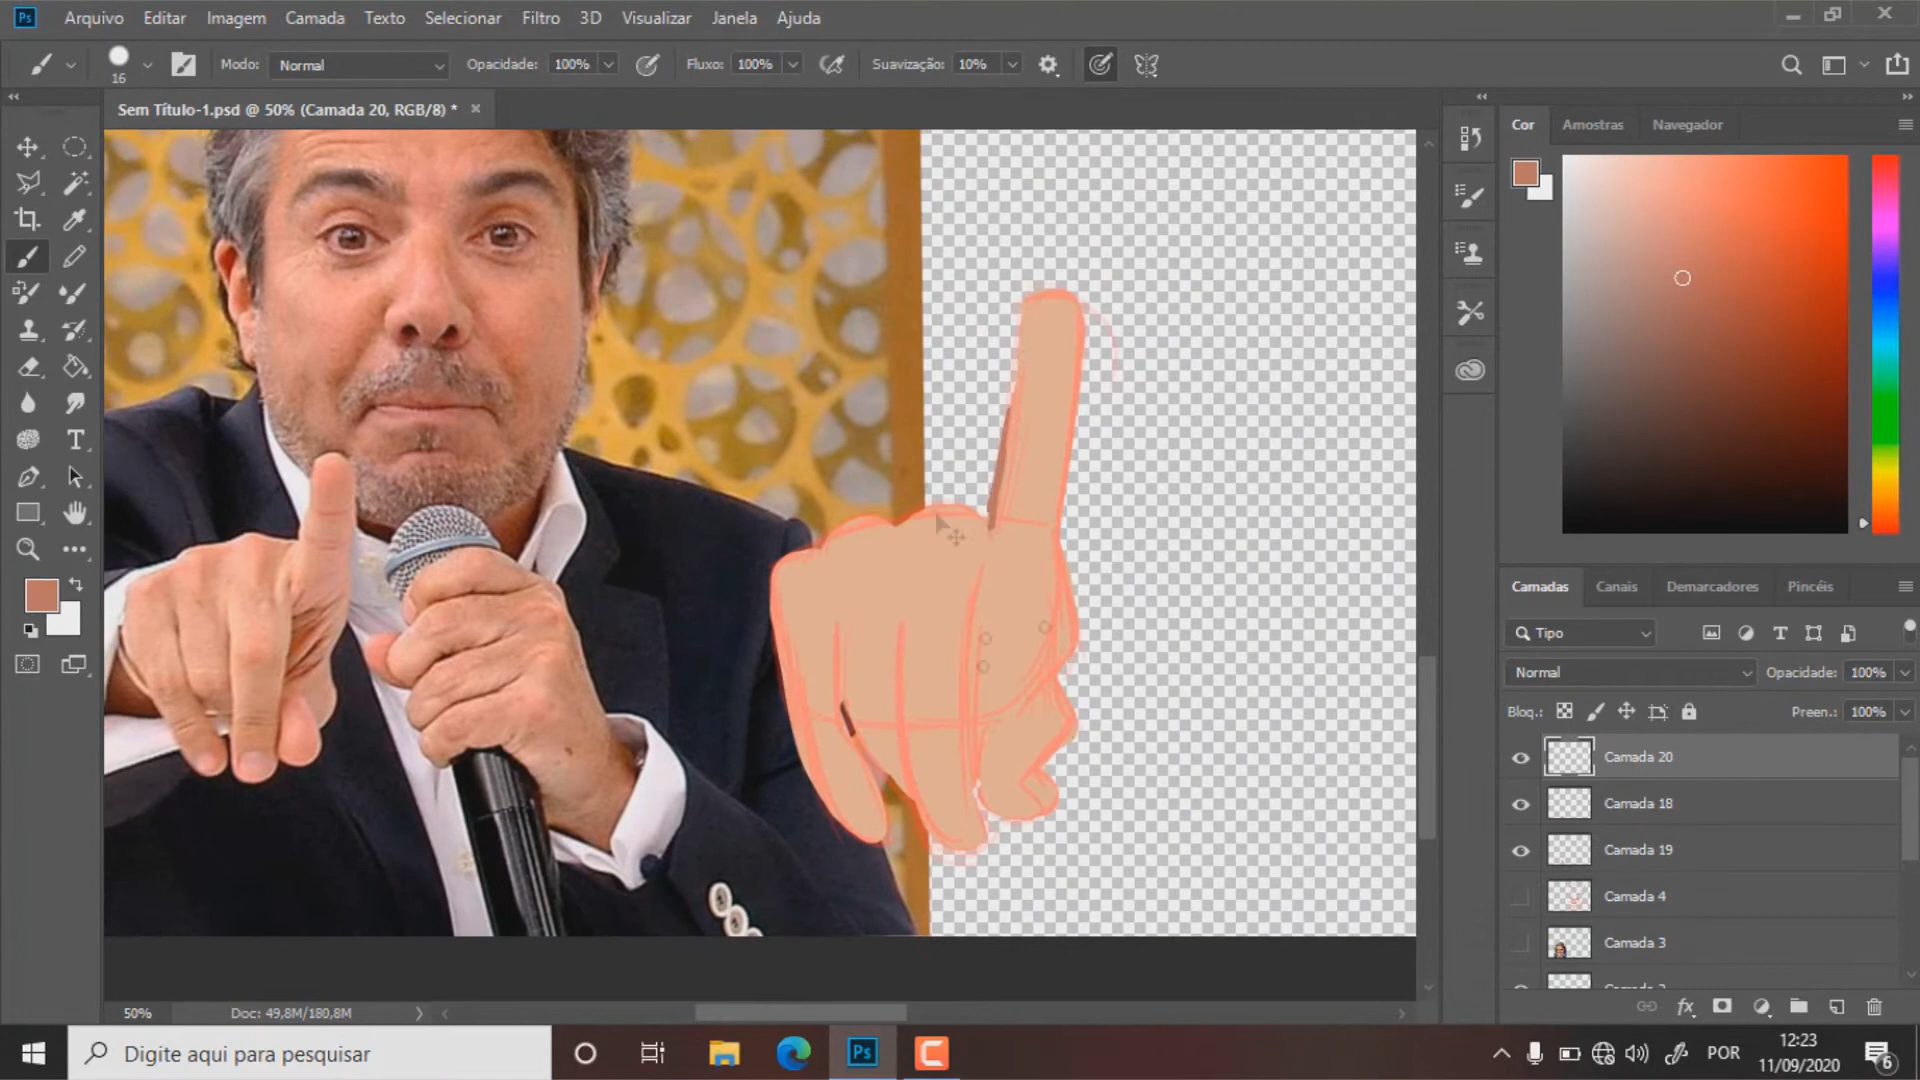 Ps Arquivo Editar Imagem Camada Texto Selecionar Filtro 3D Visualizar Janela Ajuda
16 Modo: Normal Opacidade: 100% Fluxo: 100% Suavização: 10%
Sem Título-1.psd @ 50% (Camada 20, RGB/8) *
Cor Amostras Navegador
Camadas Canais Demarcadores Pincéis
Tipo
Normal Opacidade: 100%
Bloq.: Preen.: 100%
Camada 20
Camada 18
Camada 19
Camada 4
Camada 3
50% Doc: 49,8M/180,8M
fx
Digite aqui para pesquisar
Ps
POR
12:23
11/09/2020
6